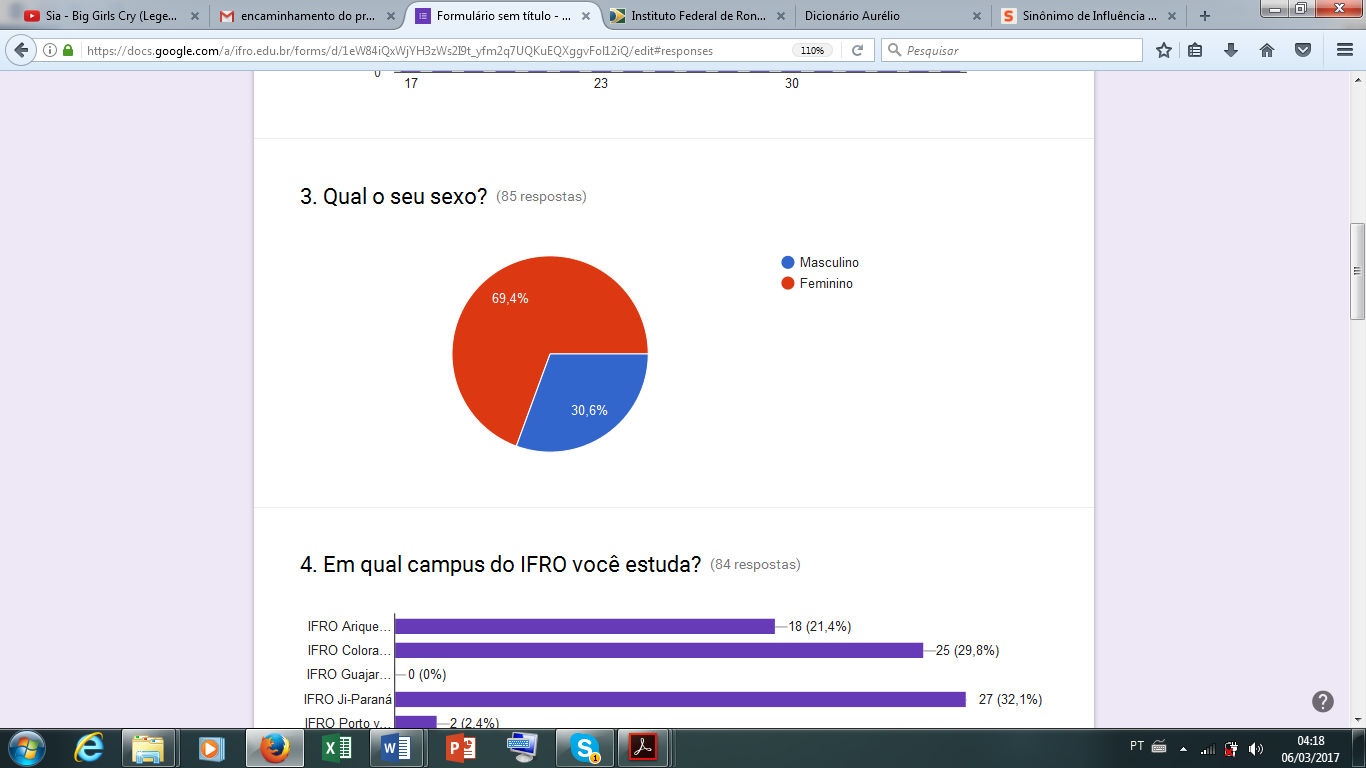 Sia - Big Girls Cry (Lege...
encaminhamento do pr...
Formulário sem título - ...
Instituto Federal de Ron...
Dicionário Aurélio
Sinônimo de Influência ...
https://docs.google.com/a/ifro.edu.br/forms/d/1eW84iQxWjYH3zWs2I9t_yfm2q7UQKuEQXggvFoI12iQ/edit#responses
110%
Pesquisar
0
17 23 30
3. Qual o seu sexo? (85 respostas)
Masculino
Feminino
69,4%
30,6%
4. Em qual campus do IFRO você estuda? (84 respostas)
IFRO Arique... 18 (21,4%)
IFRO Colora... 25 (29,8%)
IFRO Guajar... 0 (0%)
IFRO Ji-Paraná 27 (32,1%)
IFRO Porto v... 2 (2,4%)
PT
04:18
06/03/2017